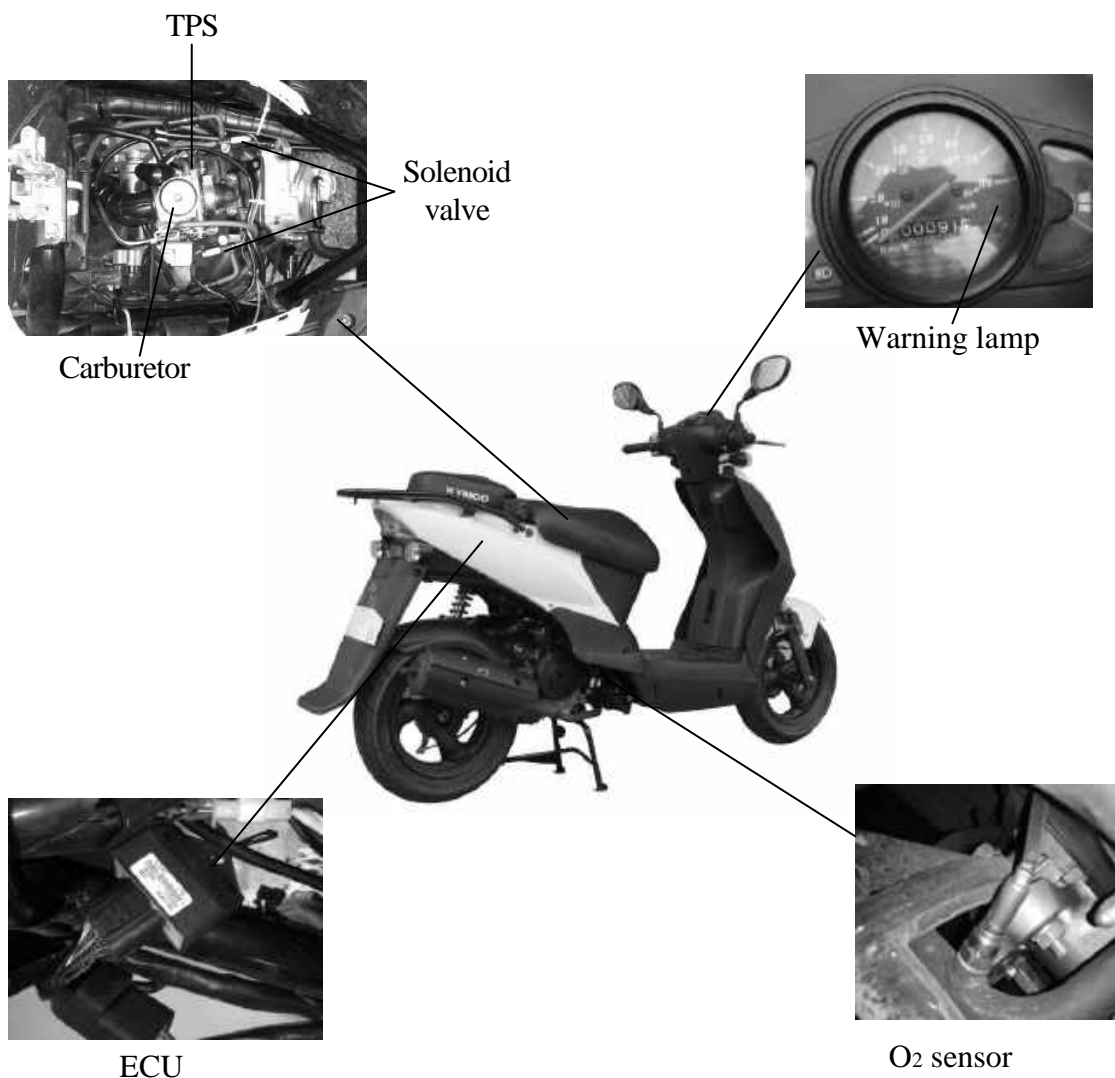 TPS
Solenoid
valve
Carburetor
Warning lamp
KYMCO
ECU
O2 sensor